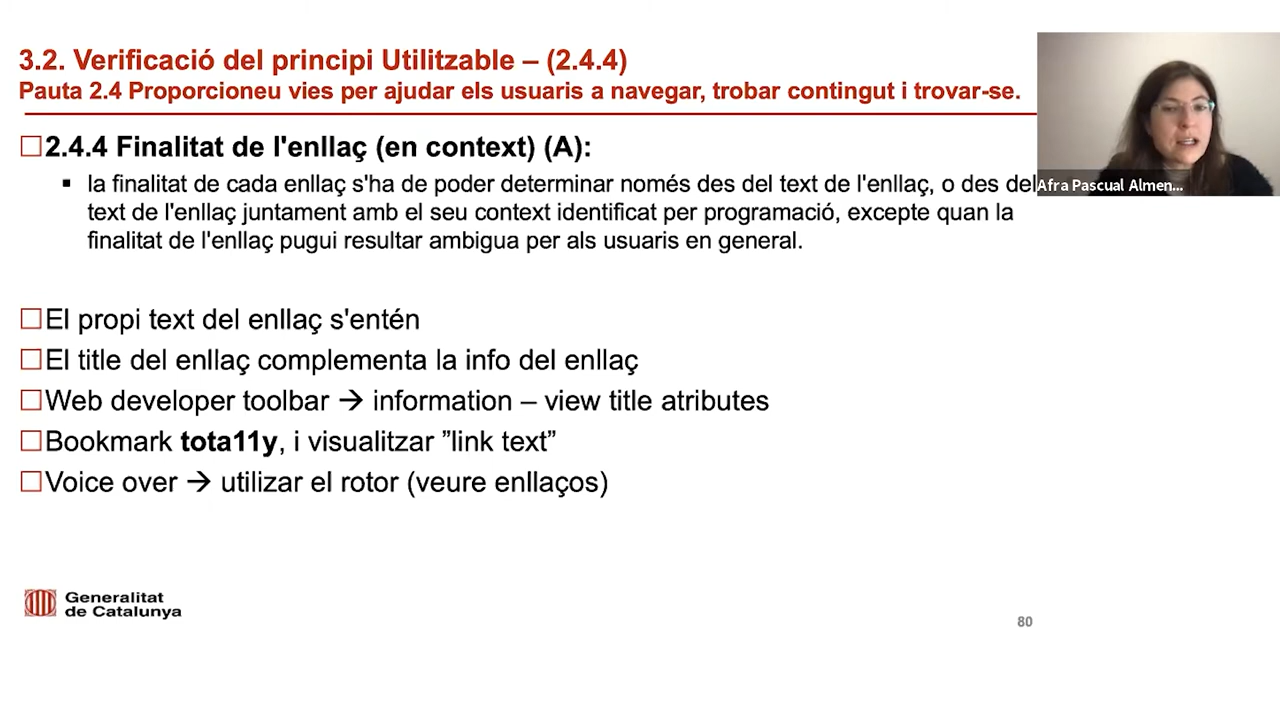 3.2. Verificació del principi Utilitzable – (2.4.4)
Pauta 2.4 Proporcioneu vies per ajudar els usuaris a navegar, trobar contingut i trovar-se.
2.4.4 Finalitat de l'enllaç (en context) (A):
la finalitat de cada enllaç s'ha de poder determinar només des del text de l'enllaç, o des del
text de l'enllaç juntament amb el seu context identificat per programació, excepte quan la
finalitat de l'enllaç pugui resultar ambigua per als usuaris en general.
El propi text del enllaç s'entén
El title del enllaç complementa la info del enllaç
Web developer toolbar → information – view title atributes
Bookmark tota11y, i visualitzar ”link text”
Voice over → utilizar el rotor (veure enllaços)
Afra Pascual Almen...
Generalitat
de Catalunya
80